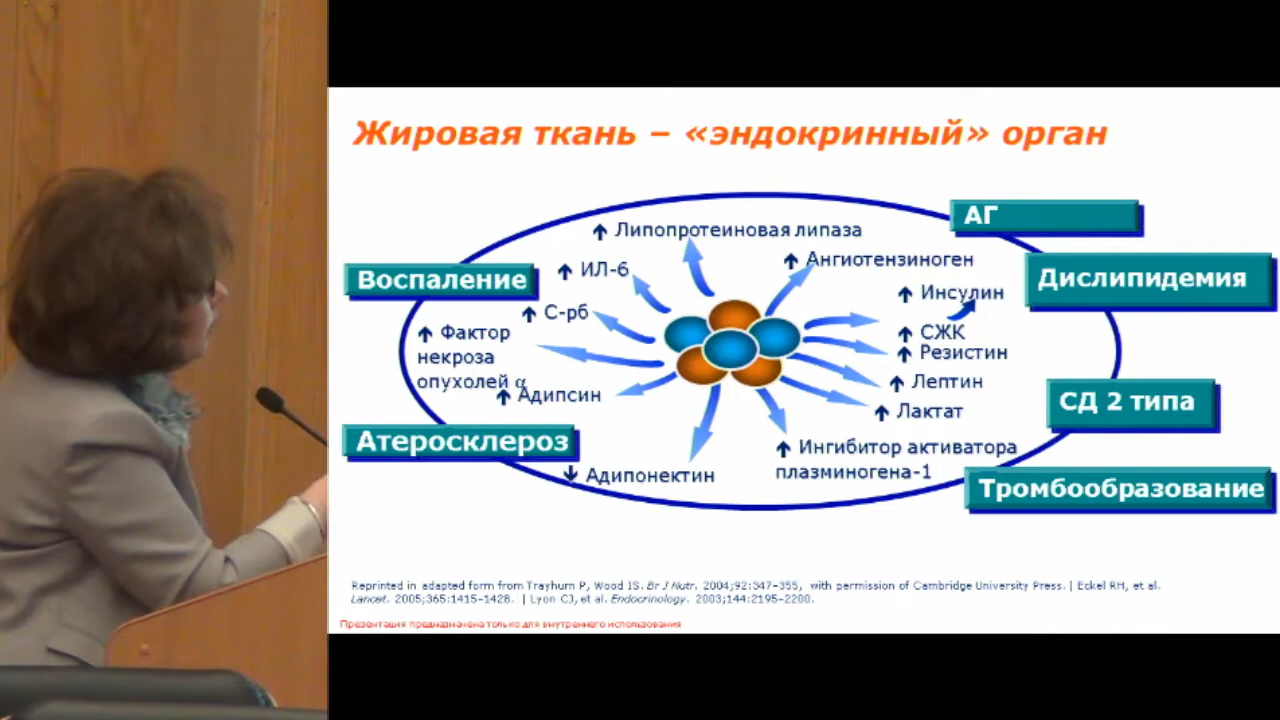 Жировая ткань – «эндокринный» орган
АГ
↑ Липопротеиновая липаза
↑ Ангиотензиноген
Дислипидемия
Воспаление
↑ ИЛ-6
↑ Инсулин
↑ С-рб
↑ СЖК
↑ Фактор
некроза
опухолей α
↑ Резистин
↑ Лептин
↑ Адипсин
↑ Лактат
СД 2 типа
Атеросклероз
↑ Ингибитор активатора
плазминогена-1
↓ Адипонектин
Тромбообразование
Reprinted in adapted form from Trayhurn P, Wood IS. Br J Nutr. 2004;92:347–355, with permission of Cambridge University Press. | Eckel RH, et al.
Lancet. 2005;365:1415–1428. | Lyon CJ, et al. Endocrinology. 2003;144:2195–2200.
Презентация предназначена только для внутреннего использования